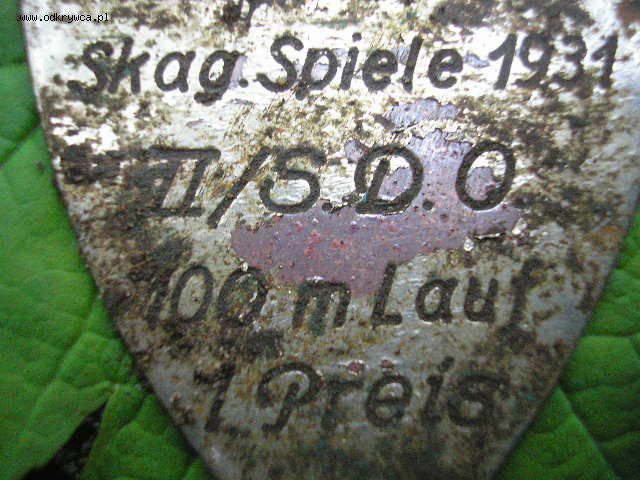 www.odkrywca.pl
Skag. Spiele 1931
II/S.D.O
100 m Lauf
1 Preis